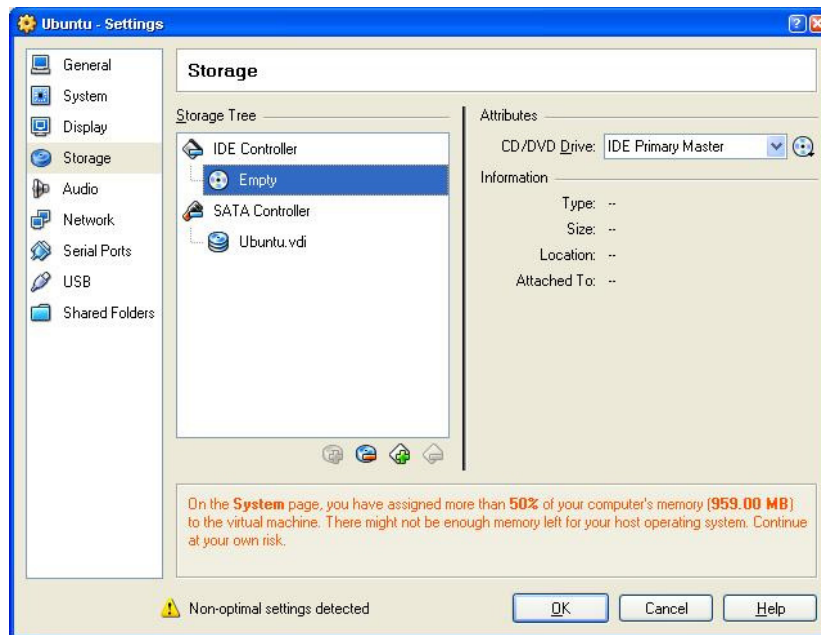 Ubuntu - Settings
General
System
Display
Storage
Audio
Network
Serial Ports
USB
Shared Folders
Storage
Storage Tree
IDE Controller
Empty
SATA Controller
Ubuntu.vdi
Attributes
CD/DVD Drive: IDE Primary Master
Information
Type: --
Size: --
Location: --
Attached To: --
On the System page, you have assigned more than 50% of your computer's memory (959.00 MB)
to the virtual machine. There might not be enough memory left for your host operating system. Continue
at your own risk.
Non-optimal settings detected
OK
Cancel
Help